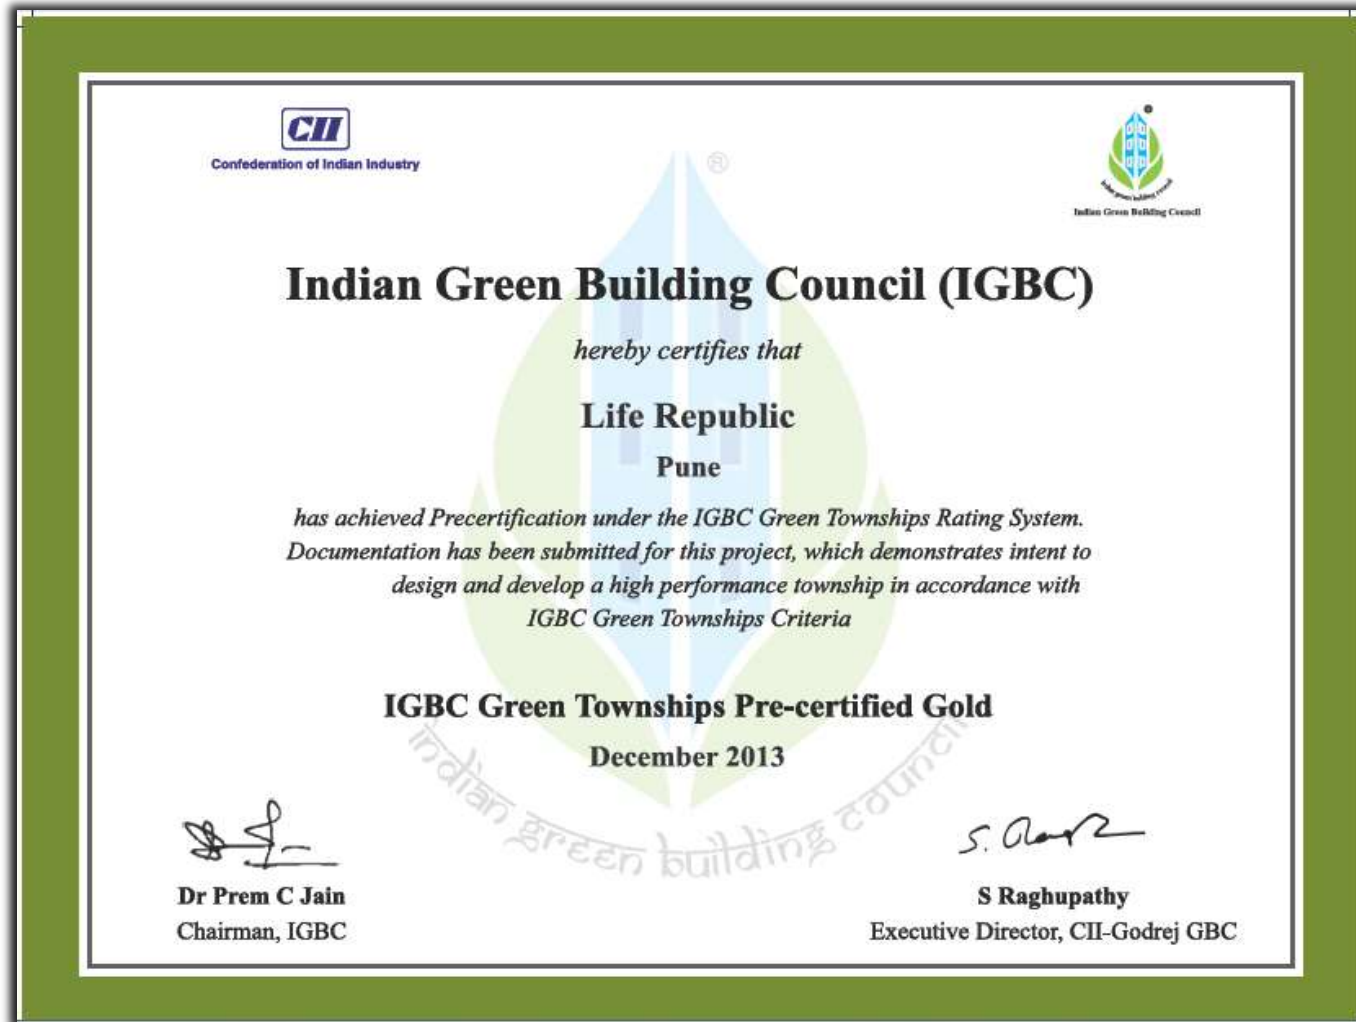 CII
Confederation of Indian Industry
indian green building council
Indian Green Building Council
®
Indian Green Building Council (IGBC)
hereby certifies that
Life Republic
Pune
has achieved Precertification under the IGBC Green Townships Rating System.
Documentation has been submitted for this project, which demonstrates intent to
design and develop a high performance township in accordance with
IGBC Green Townships Criteria
IGBC Green Townships Pre-certified Gold
December 2013
indian green building council
Dr Prem C Jain
Chairman, IGBC
S Raghupathy
Executive Director, CII-Godrej GBC